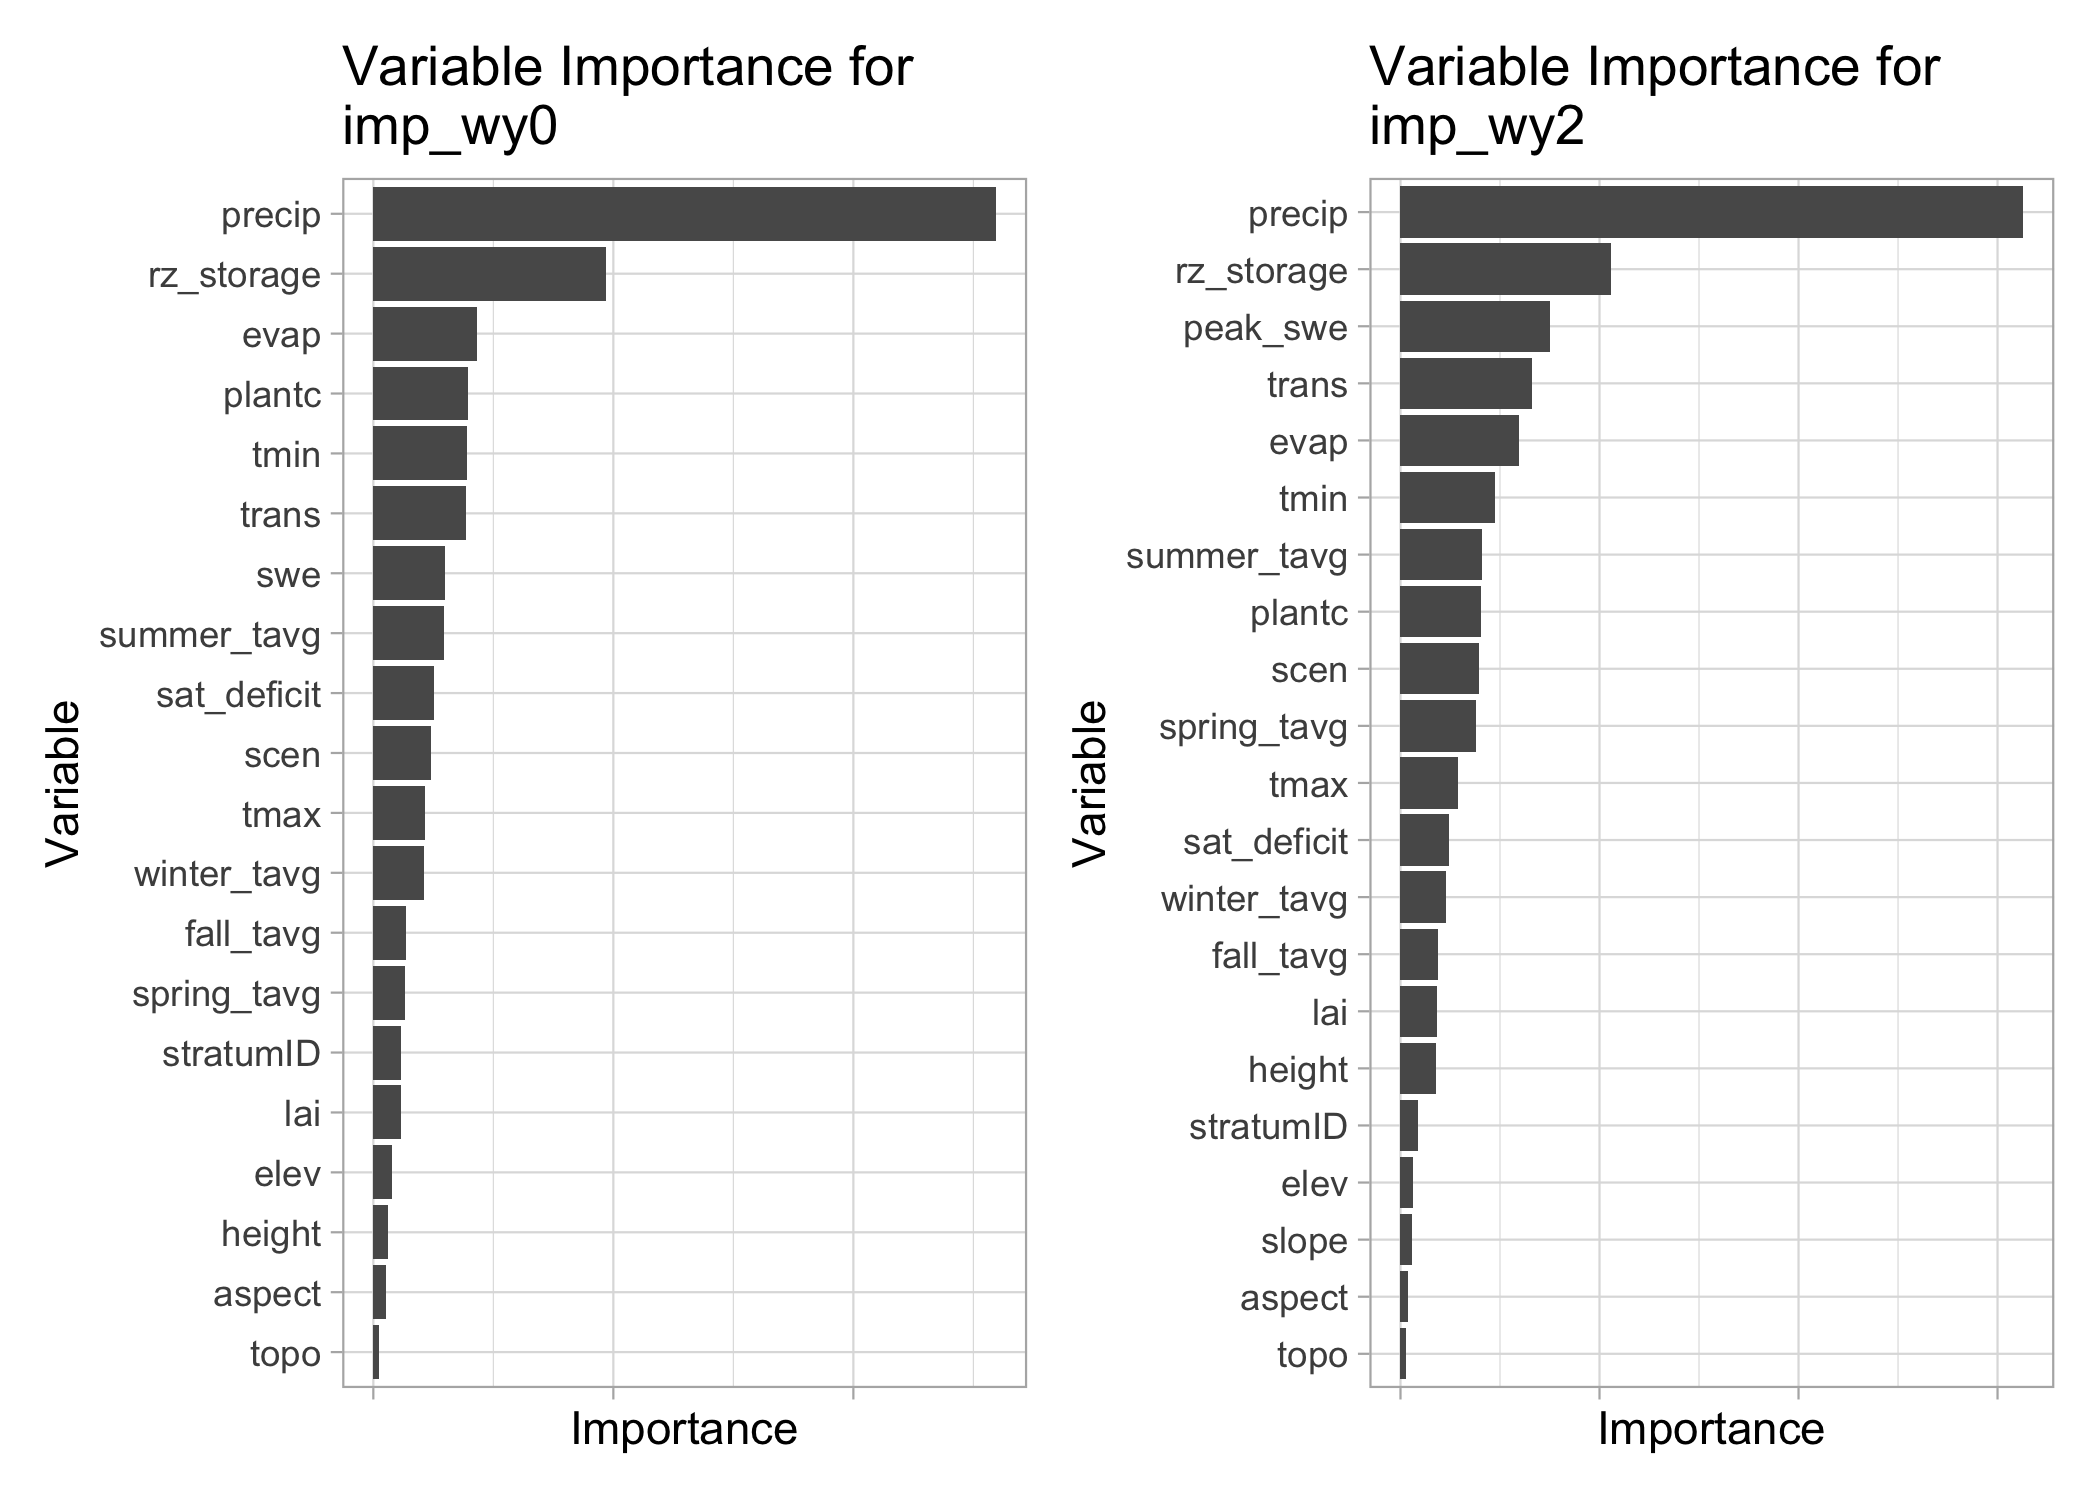 Variable Importance for
imp_wy0
precip
rz_storage
evap
plantc
tmin
trans
swe
summer_tavg
sat_deficit
scen
tmax
winter_tavg
fall_tavg
spring_tavg
stratumID
lai
elev
height
aspect
topo
Variable
Importance
Variable Importance for
imp_wy2
precip
rz_storage
peak_swe
trans
evap
tmin
summer_tavg
plantc
scen
spring_tavg
tmax
sat_deficit
winter_tavg
fall_tavg
lai
height
stratumID
elev
slope
aspect
topo
Variable
Importance